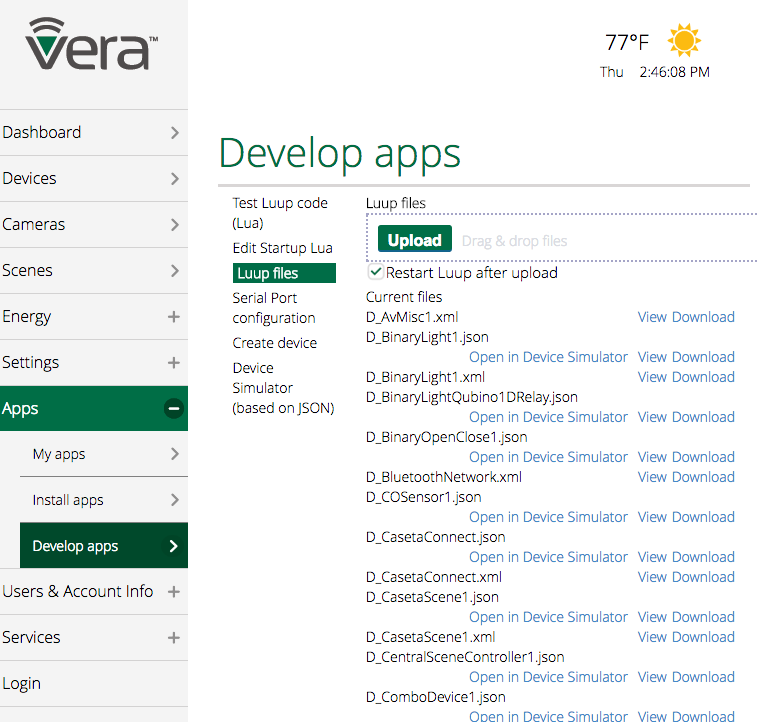 vera™
77°F
Thu 2:46:08 PM
Dashboard
Devices
Cameras
Scenes
Energy
Settings
Apps
My apps
Install apps
Develop apps
Users & Account Info
Services
Login
Develop apps
Test Luup code
(Lua)
Edit Startup Lua
Luup files
Serial Port
configuration
Create device
Device
Simulator
(based on JSON)
Luup files
Upload Drag & drop files
Restart Luup after upload
Current files
D_AvMisc1.xml View Download
D_BinaryLight1.json
Open in Device Simulator View Download
D_BinaryLight1.xml View Download
D_BinaryLightQubino1DRelay.json
Open in Device Simulator View Download
D_BinaryOpenClose1.json
Open in Device Simulator View Download
D_BluetoothNetwork.xml View Download
D_COSensor1.json
Open in Device Simulator View Download
D_CasetaConnect.json
Open in Device Simulator View Download
D_CasetaConnect.xml View Download
D_CasetaScene1.json
Open in Device Simulator View Download
D_CasetaScene1.xml View Download
D_CentralSceneController1.json
Open in Device Simulator View Download
D_ComboDevice1.json
Open in Device Simulator View Download